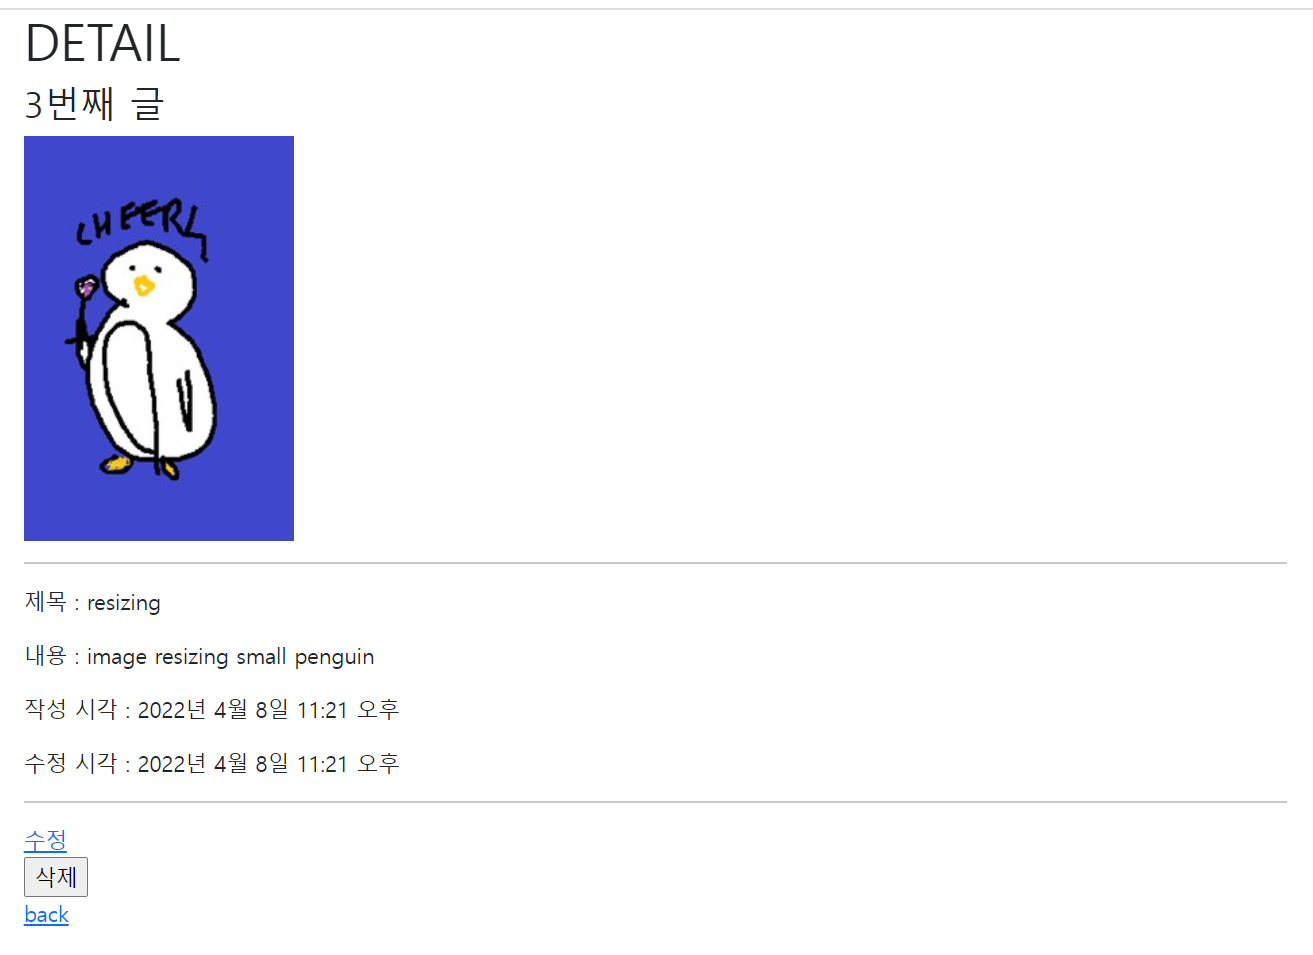 DETAIL
3번째 글
CHEERS
제목 : resizing
내용 : image resizing small penguin
작성 시각 : 2022년 4월 8일 11:21 오후
수정 시각 : 2022년 4월 8일 11:21 오후
수정
삭제
back